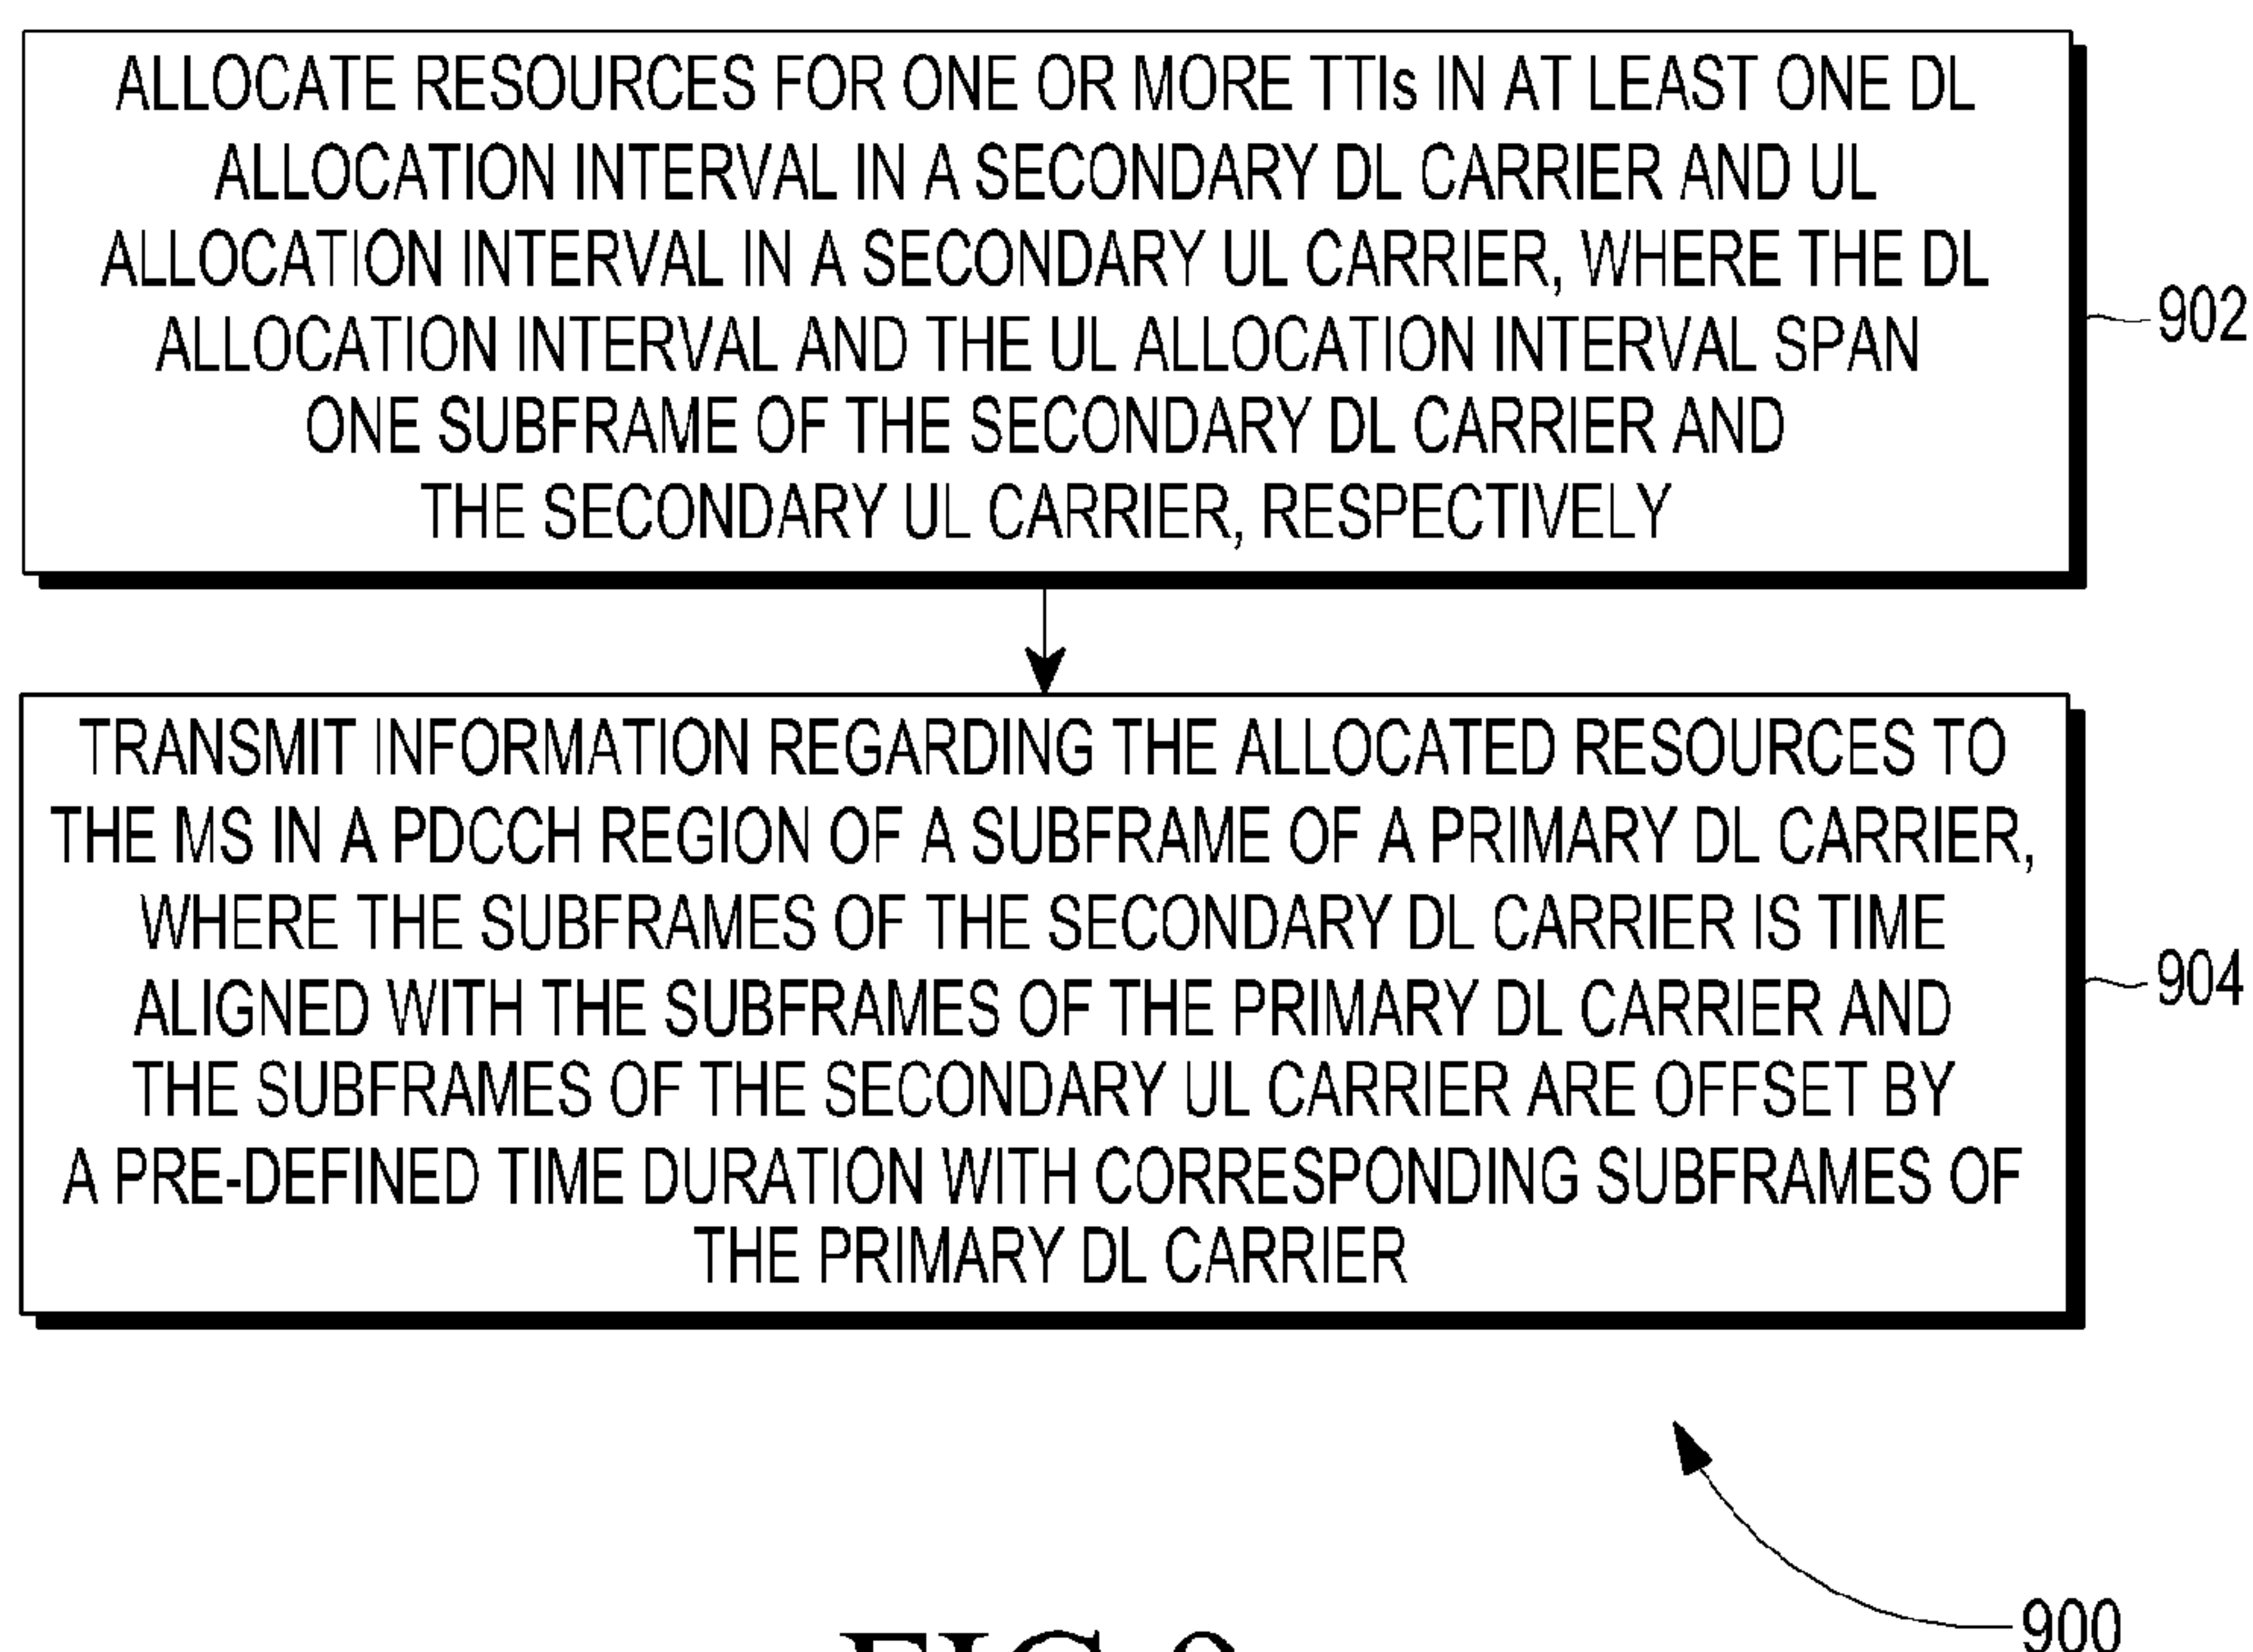 ALLOCATE RESOURCES FOR ONE OR MORE TTIs IN AT LEAST ONE DL
ALLOCATION INTERVAL IN A SECONDARY DL CARRIER AND UL
ALLOCATION INTERVAL IN A SECONDARY UL CARRIER, WHERE THE DL
ALLOCATION INTERVAL AND THE UL ALLOCATION INTERVAL SPAN
ONE SUBFRAME OF THE SECONDARY DL CARRIER AND
THE SECONDARY UL CARRIER, RESPECTIVELY
902
TRANSMIT INFORMATION REGARDING THE ALLOCATED RESOURCES TO
THE MS IN A PDCCH REGION OF A SUBFRAME OF A PRIMARY DL CARRIER,
WHERE THE SUBFRAMES OF THE SECONDARY DL CARRIER IS TIME
ALIGNED WITH THE SUBFRAMES OF THE PRIMARY DL CARRIER AND
THE SUBFRAMES OF THE SECONDARY UL CARRIER ARE OFFSET BY
A PRE-DEFINED TIME DURATION WITH CORRESPONDING SUBFRAMES OF
THE PRIMARY DL CARRIER
904
900